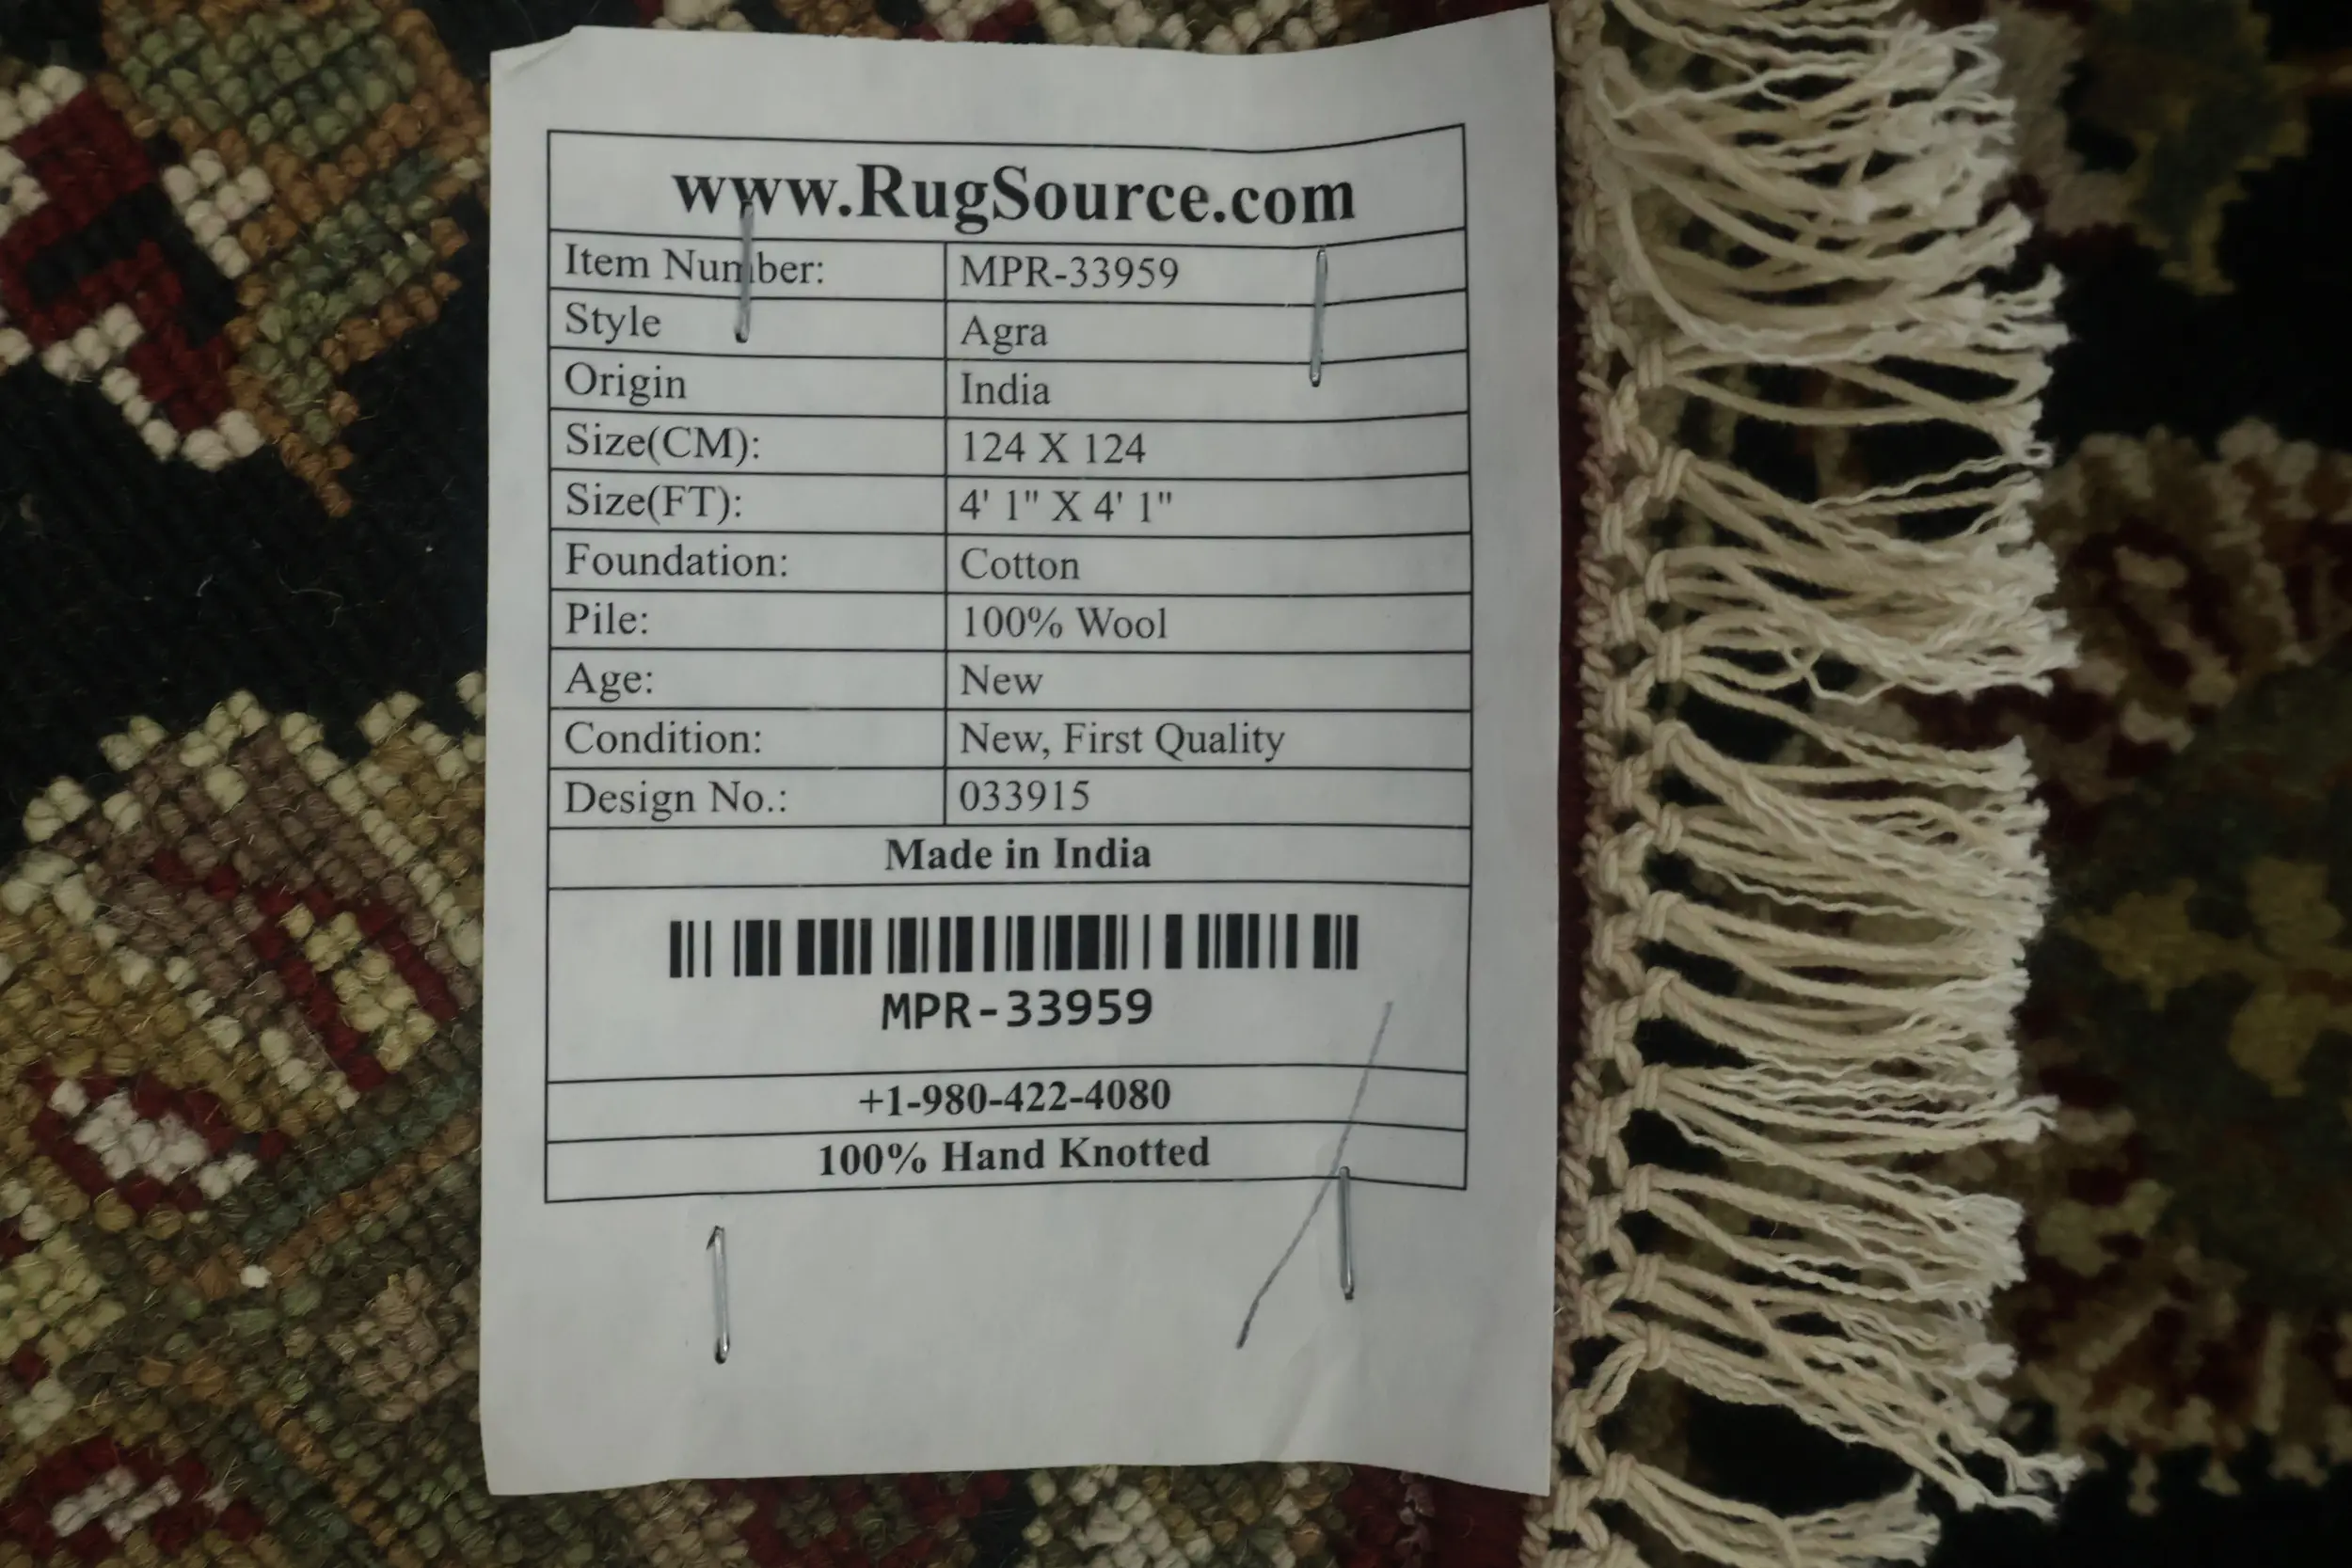 www.RugSource.com
Item Number: MPR-33959
Style Agra
Origin India
Size(CM): 124 X 124
Size(FT): 4' 1" X 4' 1"
Foundation: Cotton
Pile: 100% Wool
Age: New
Condition: New, First Quality
Design No.: 033915
Made in India
MPR-33959
+1-980-422-4080
100% Hand Knotted